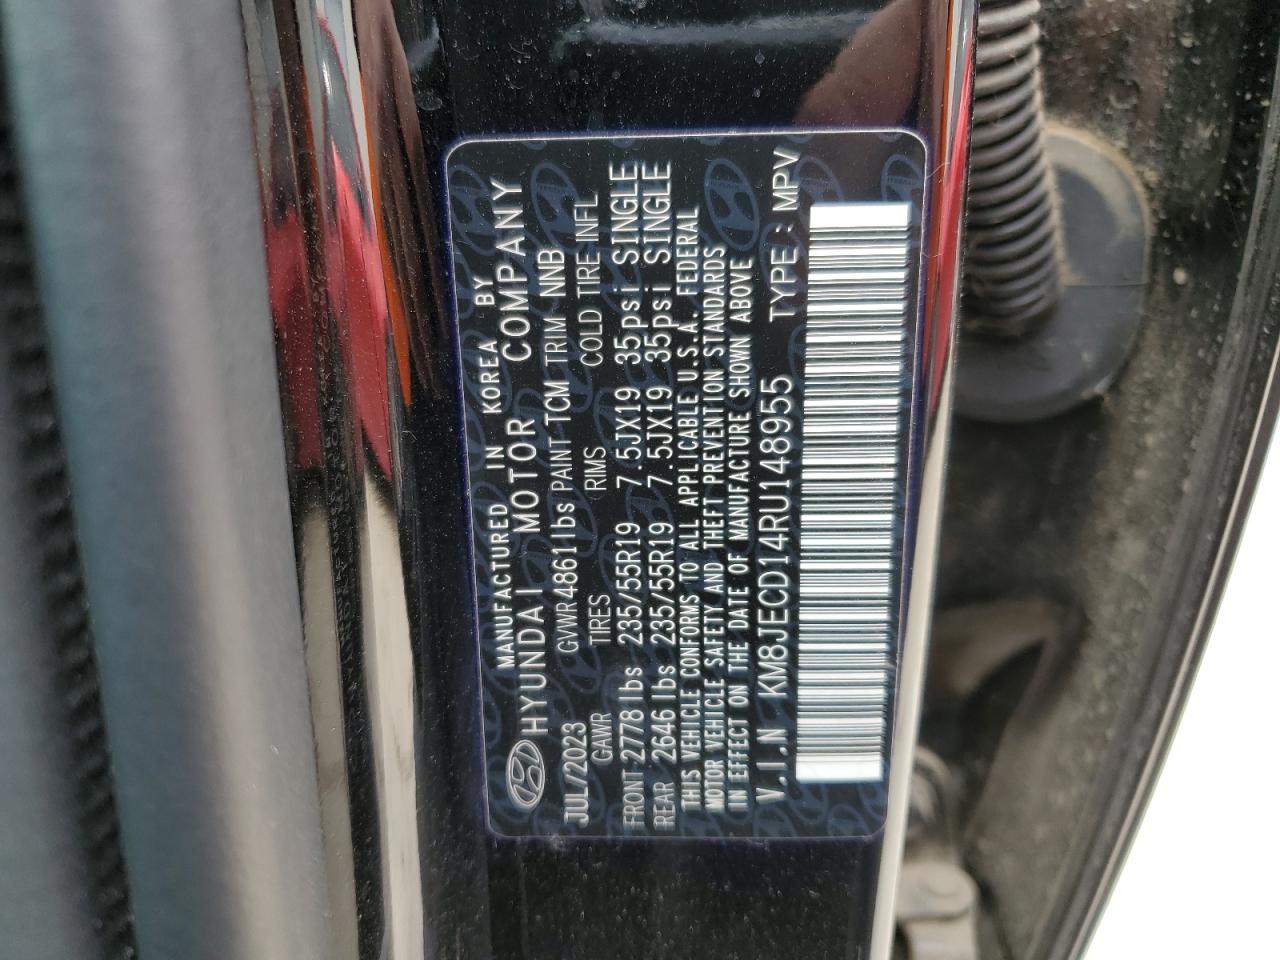 MANUFACTURED IN KOREA BY
HYUNDAI MOTOR COMPANY
JUL/2023 GVWR 4861 lbs PAINT TCM TRIM NNB
GAWR TIRES RIMS COLD TIRE INFL
FRONT 2778 lbs 235/55R19 7.5JX19 35psi SINGLE
REAR 2646 lbs 235/55R19 7.5JX19 35psi SINGLE
THIS VEHICLE CONFORMS TO ALL APPLICABLE U.S.A. FEDERAL
MOTOR VEHICLE SAFETY AND THEFT PREVENTION STANDARDS
IN EFFECT ON THE DATE OF MANUFACTURE SHOWN ABOVE
V.I.N KM8JECD14RU148955 TYPE : MPV